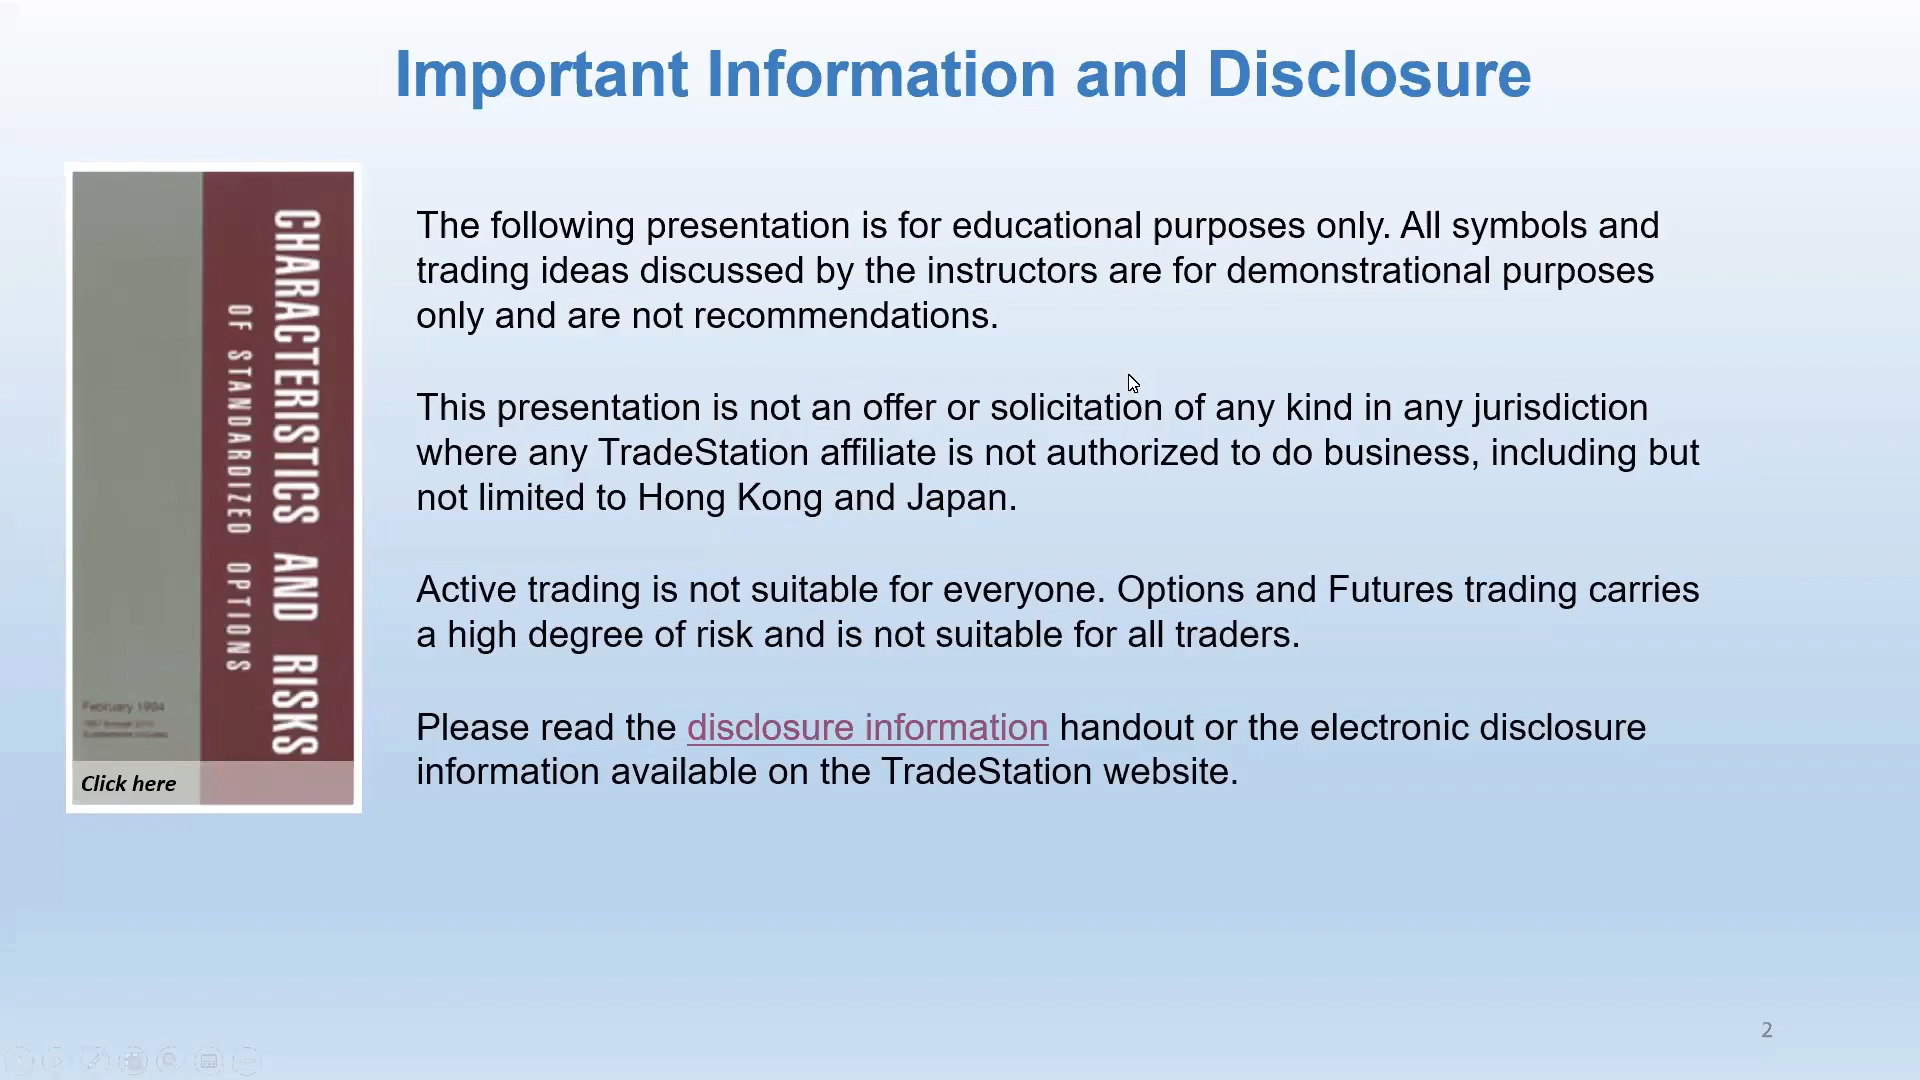 Important Information and Disclosure
CHARACTERISTICS AND RISKS
OF STANDARDIZED OPTIONS
February 1994
Click here
The following presentation is for educational purposes only. All symbols and
trading ideas discussed by the instructors are for demonstrational purposes
only and are not recommendations.
This presentation is not an offer or solicitation of any kind in any jurisdiction
where any TradeStation affiliate is not authorized to do business, including but
not limited to Hong Kong and Japan.
Active trading is not suitable for everyone. Options and Futures trading carries
a high degree of risk and is not suitable for all traders.
Please read the disclosure information handout or the electronic disclosure
information available on the TradeStation website.
2